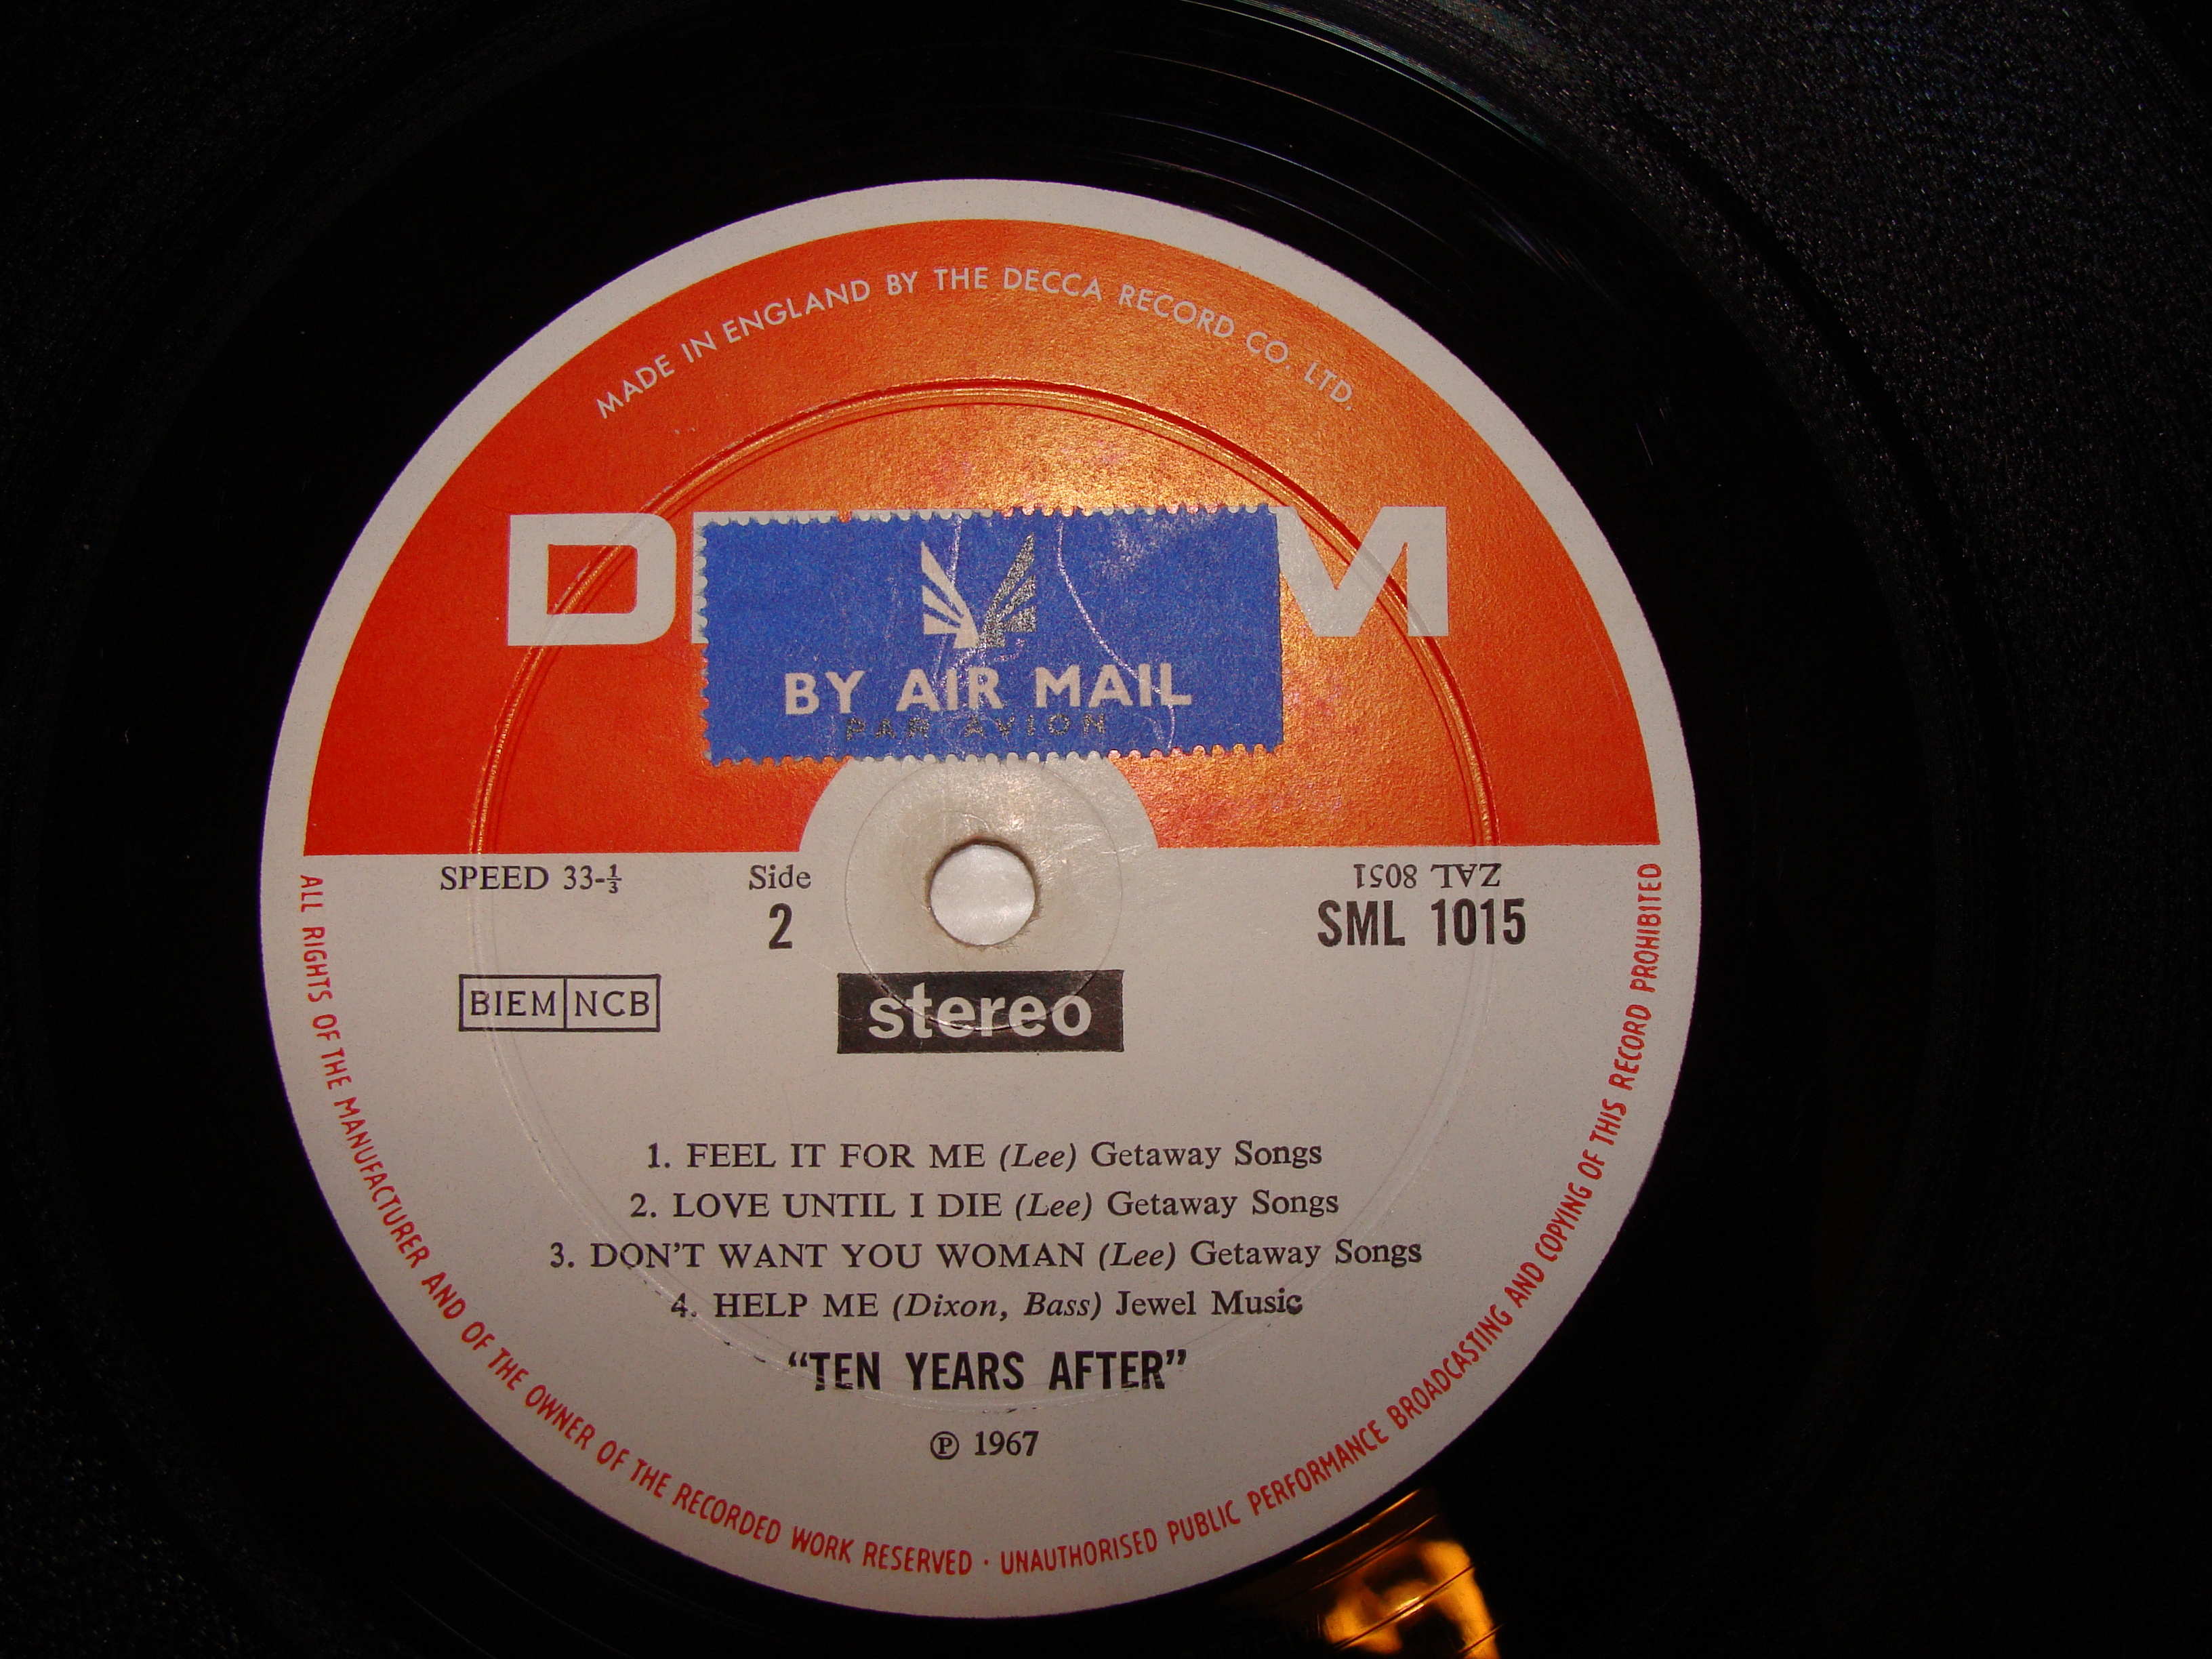 MADE IN ENGLAND BY THE DECCA RECORD CO. LTD.
BY AIR MAIL
PAR AVION
SPEED 33-⅓
Side
2
ZAL 8051
SML 1015
BIEM NCB
stereo
1. FEEL IT FOR ME (Lee) Getaway Songs
2. LOVE UNTIL I DIE (Lee) Getaway Songs
3. DON'T WANT YOU WOMAN (Lee) Getaway Songs
4. HELP ME (Dixon, Bass) Jewel Music
"TEN YEARS AFTER"
℗ 1967
ALL RIGHTS OF THE MANUFACTURER AND OF THE OWNER OF THE RECORDED WORK RESERVED · UNAUTHORISED PUBLIC PERFORMANCE BROADCASTING AND COPYING OF THIS RECORD PROHIBITED